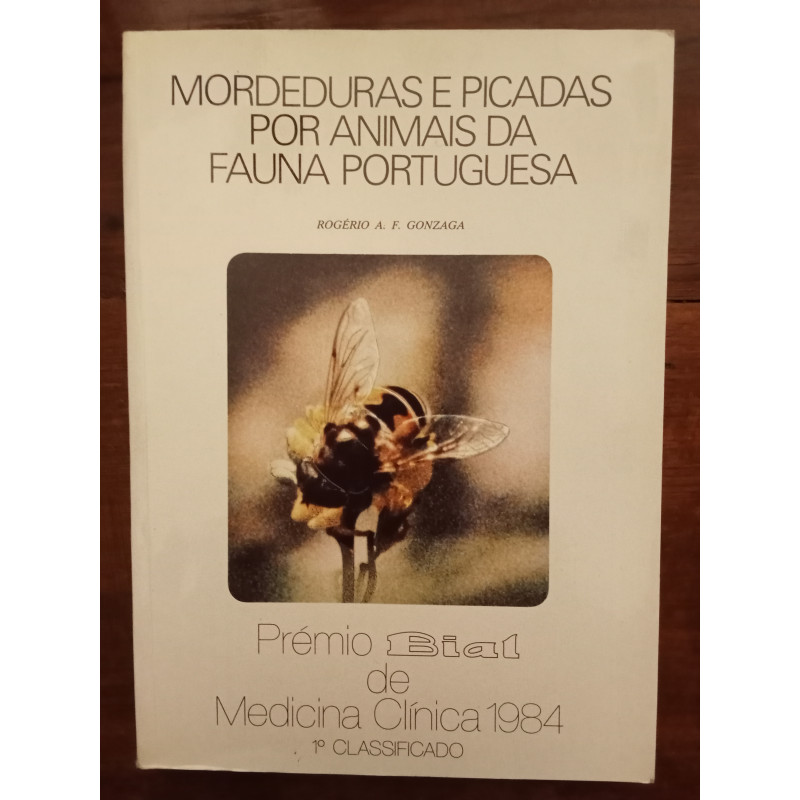 MORDEDURAS E PICADAS
POR ANIMAIS DA
FAUNA PORTUGUESA
ROGÉRIO A. F. GONZAGA
Prémio Bial
de
Medicina Clínica 1984
1º CLASSIFICADO